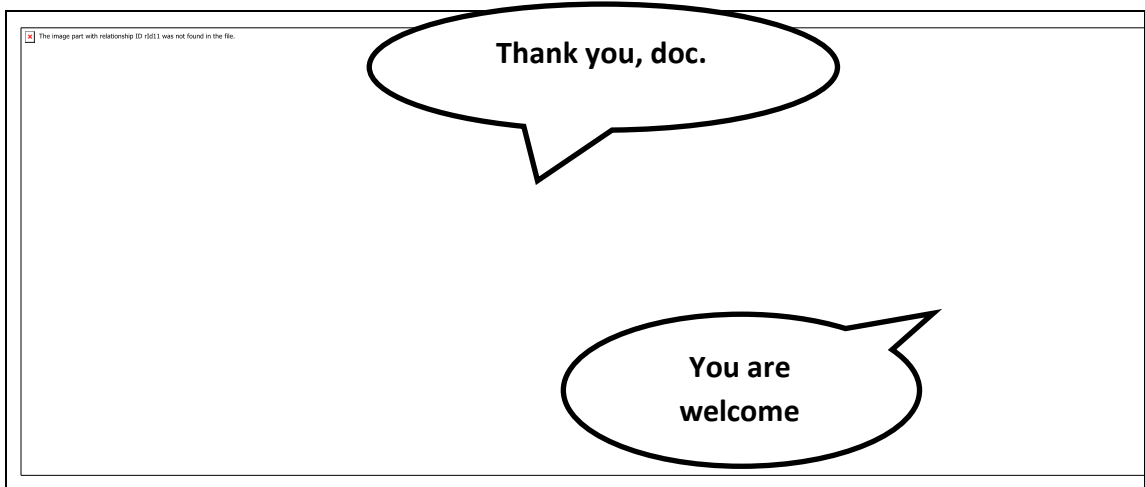 The image part with relationship ID rId11 was not found in the file.
Thank you, doc.
You are
welcome